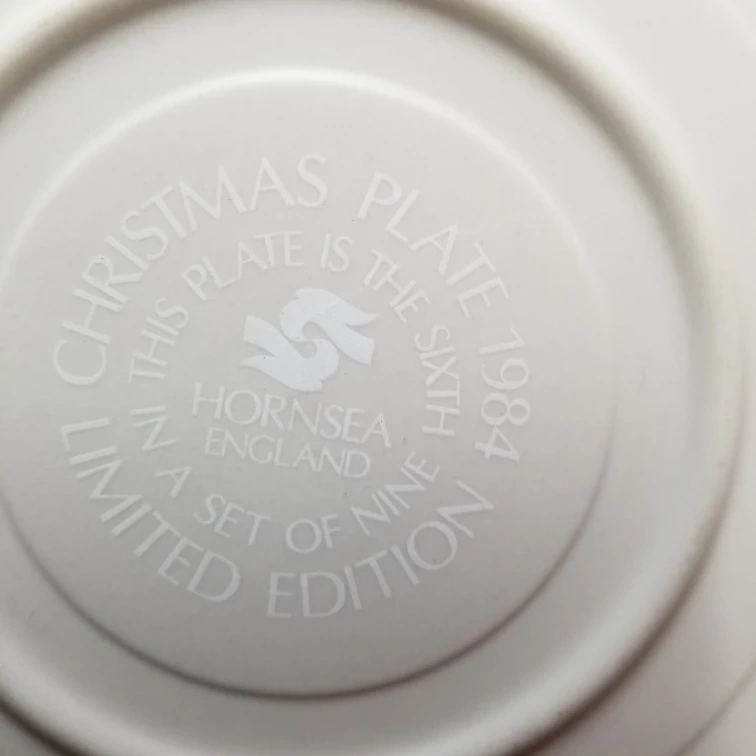 CHRISTMAS PLATE 1984
THIS PLATE IS THE SIXTH
IN A SET OF NINE
HORNSEA
ENGLAND
LIMITED EDITION